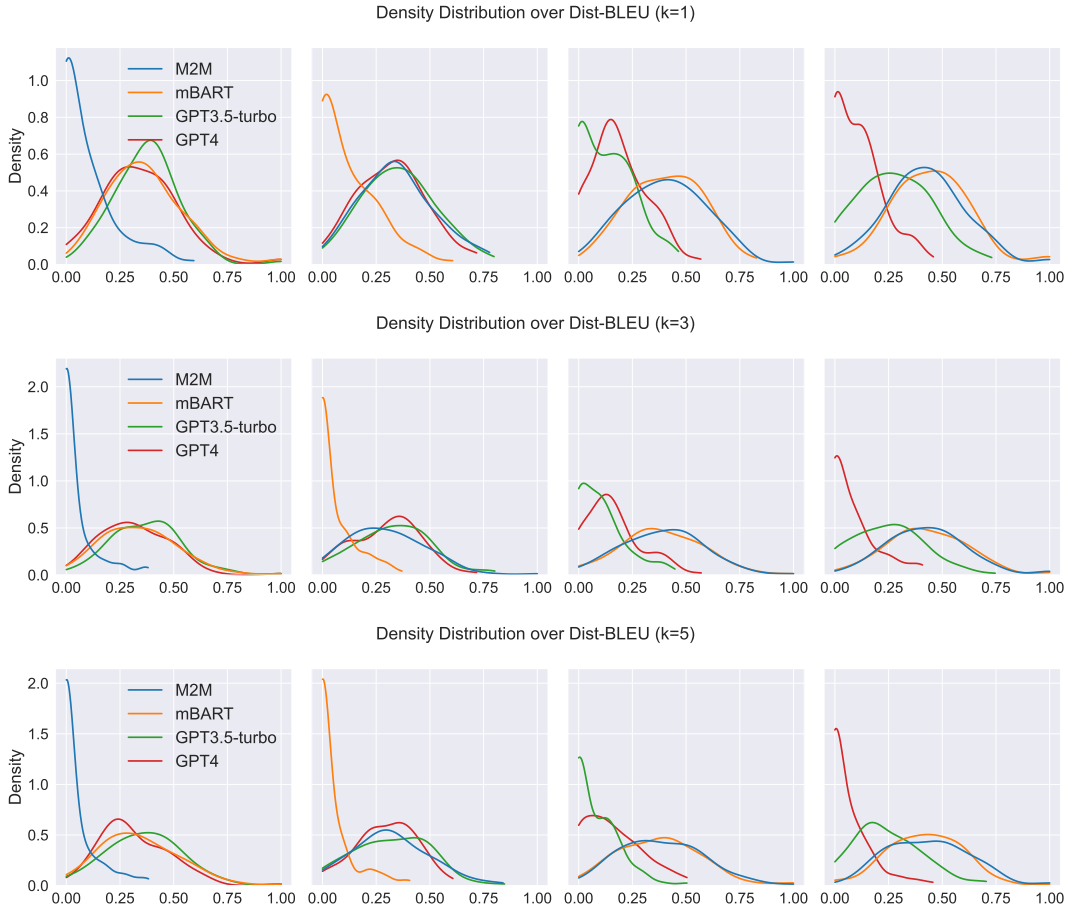 Density Distribution over Dist-BLEU (k=1)
Density
1.0
0.8
0.6
0.4
0.2
0.0
M2M
mBART
GPT3.5-turbo
GPT4
0.00 0.25 0.50 0.75 1.00
0.00 0.25 0.50 0.75 1.00
0.00 0.25 0.50 0.75 1.00
0.00 0.25 0.50 0.75 1.00
Density Distribution over Dist-BLEU (k=3)
Density
2.0
1.5
1.0
0.5
0.0
M2M
mBART
GPT3.5-turbo
GPT4
0.00 0.25 0.50 0.75 1.00
0.00 0.25 0.50 0.75 1.00
0.00 0.25 0.50 0.75 1.00
0.00 0.25 0.50 0.75 1.00
Density Distribution over Dist-BLEU (k=5)
Density
2.0
1.5
1.0
0.5
0.0
M2M
mBART
GPT3.5-turbo
GPT4
0.00 0.25 0.50 0.75 1.00
0.00 0.25 0.50 0.75 1.00
0.00 0.25 0.50 0.75 1.00
0.00 0.25 0.50 0.75 1.00